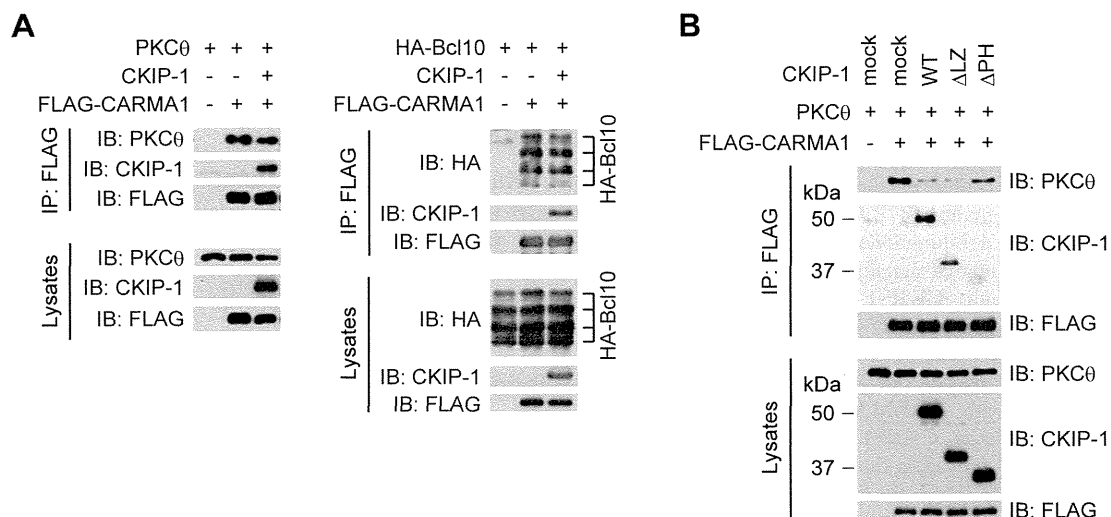 A
PKCθ + + +
CKIP-1 - - +
FLAG-CARMA1 - + +
IP: FLAG
IB: PKCθ
IB: CKIP-1
IB: FLAG
Lysates
IB: PKCθ
IB: CKIP-1
IB: FLAG
HA-Bcl10 + + +
CKIP-1 - - +
FLAG-CARMA1 - + +
IP: FLAG
IB: HA
HA-Bcl10
IB: CKIP-1
IB: FLAG
Lysates
IB: HA
HA-Bcl10
IB: CKIP-1
IB: FLAG
B
CKIP-1 mock mock WT ΔLZ ΔPH
PKCθ + + + + +
FLAG-CARMA1 - + + + +
IP: FLAG
IB: PKCθ
kDa
50
IB: CKIP-1
37
IB: FLAG
Lysates
IB: PKCθ
kDa
50
IB: CKIP-1
37
IB: FLAG